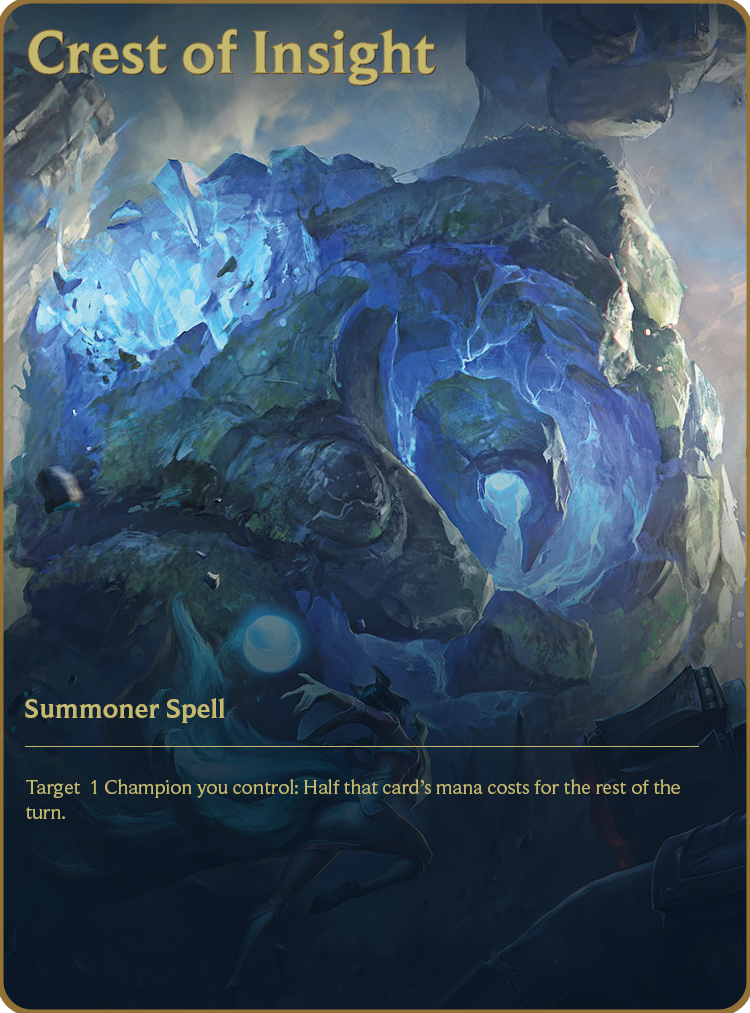 Crest of Insight
Summoner Spell
Target  1 Champion you control: Half that card’s mana costs for the rest of the
turn.